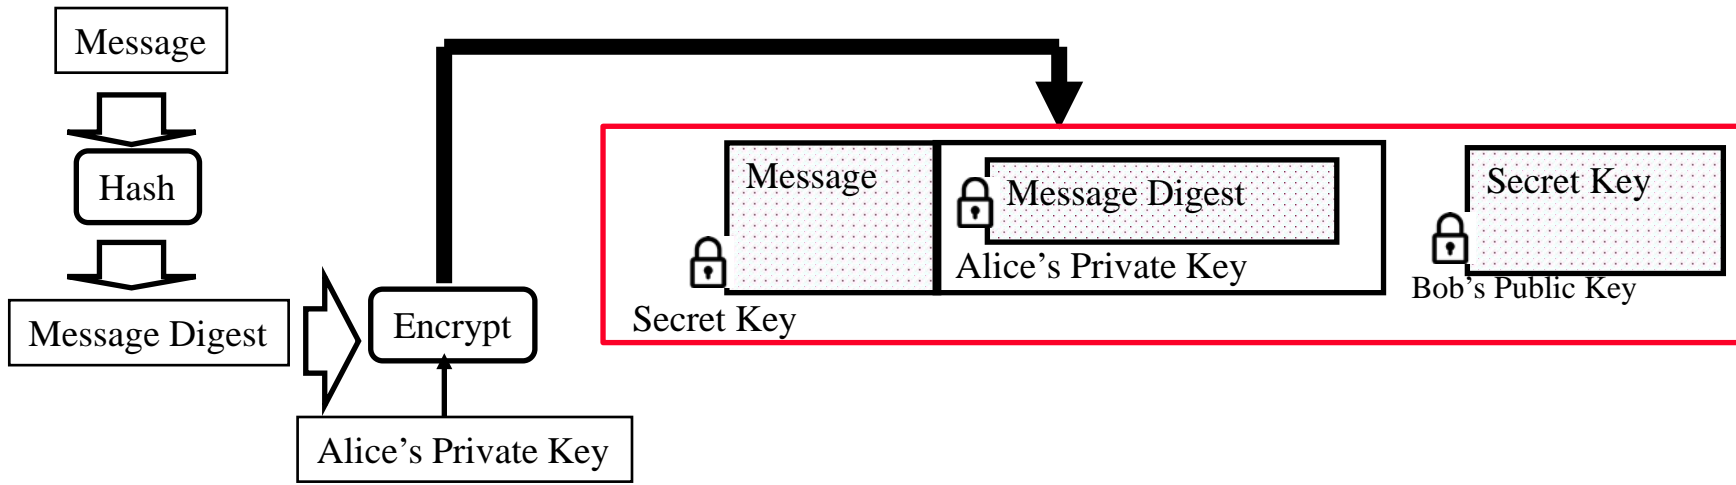 Message
Hash
Message Digest
Encrypt
Alice’s Private Key
Message
Message Digest
Alice’s Private Key
Secret Key
Secret Key
Bob’s Public Key